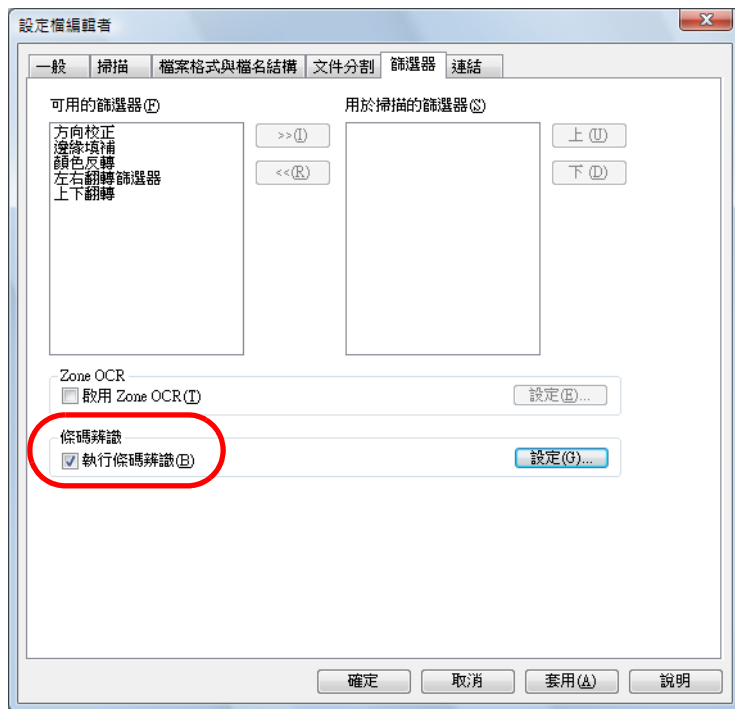 設定檔編輯者
一般 掃描 檔案格式與檔名結構 文件分割 篩選器 連結
可用的篩選器(F) 用於掃描的篩選器(S)
方向校正 >>(I) 上(U)
邊緣填補
顏色反轉
左右翻轉篩選器 <<(R) 下(D)
上下翻轉
Zone OCR
啟用 Zone OCR(T) 設定(E)...
條碼辨識
執行條碼辨識(B) 設定(G)...
確定 取消 套用(A) 說明